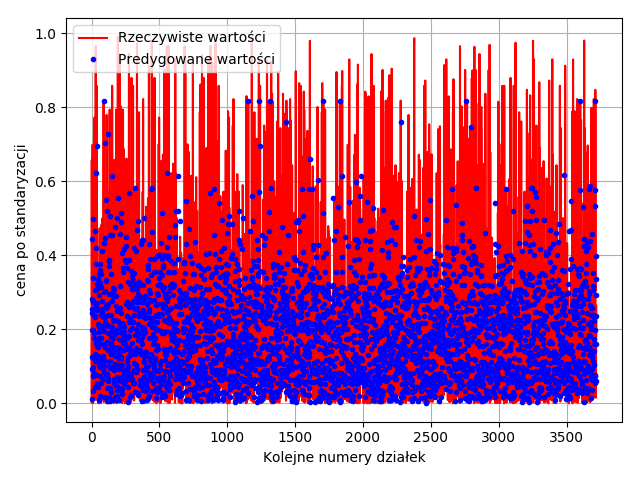 Rzeczywiste wartości
Predygowane wartości
cena po standaryzacji
1.0
0.8
0.6
0.4
0.2
0.0
0 500 1000 1500 2000 2500 3000 3500
Kolejne numery działek